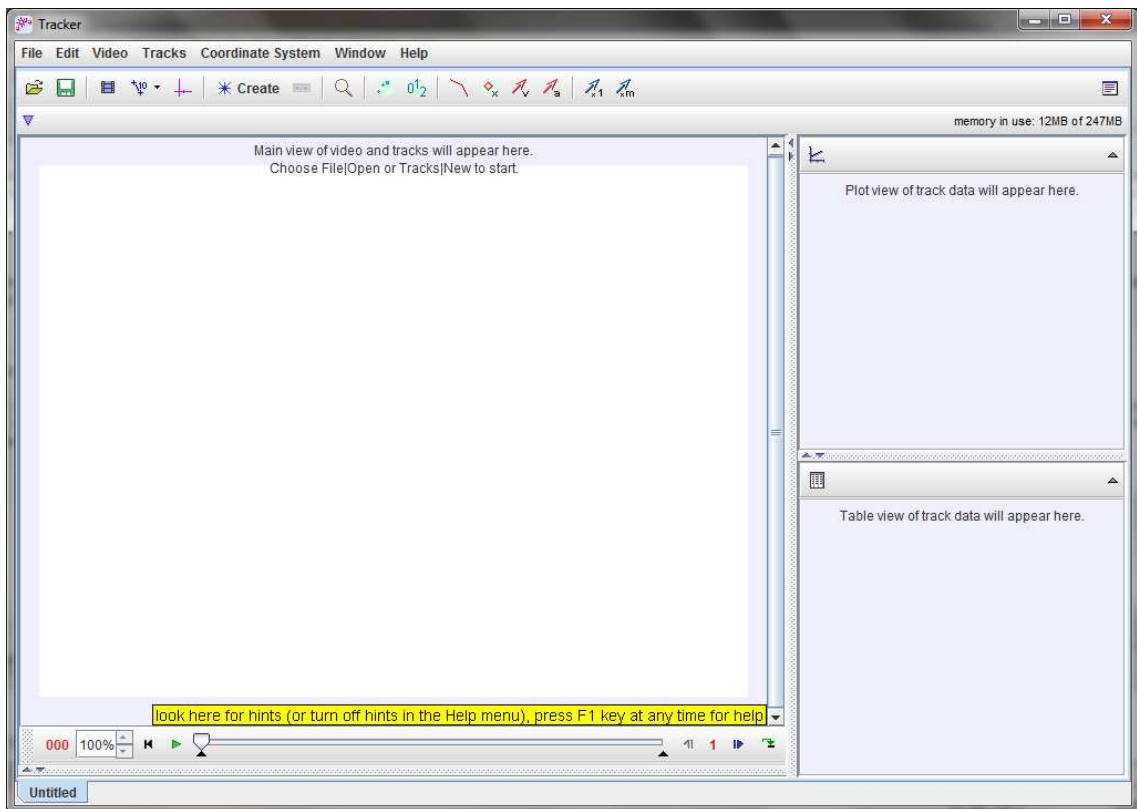 Tracker
File Edit Video Tracks Coordinate System Window Help
Create
memory in use: 12MB of 247MB
Main view of video and tracks will appear here.
Choose File|Open or Tracks|New to start.
Plot view of track data will appear here.
Table view of track data will appear here.
look here for hints (or turn off hints in the Help menu), press F1 key at any time for help
000 100% 1
Untitled